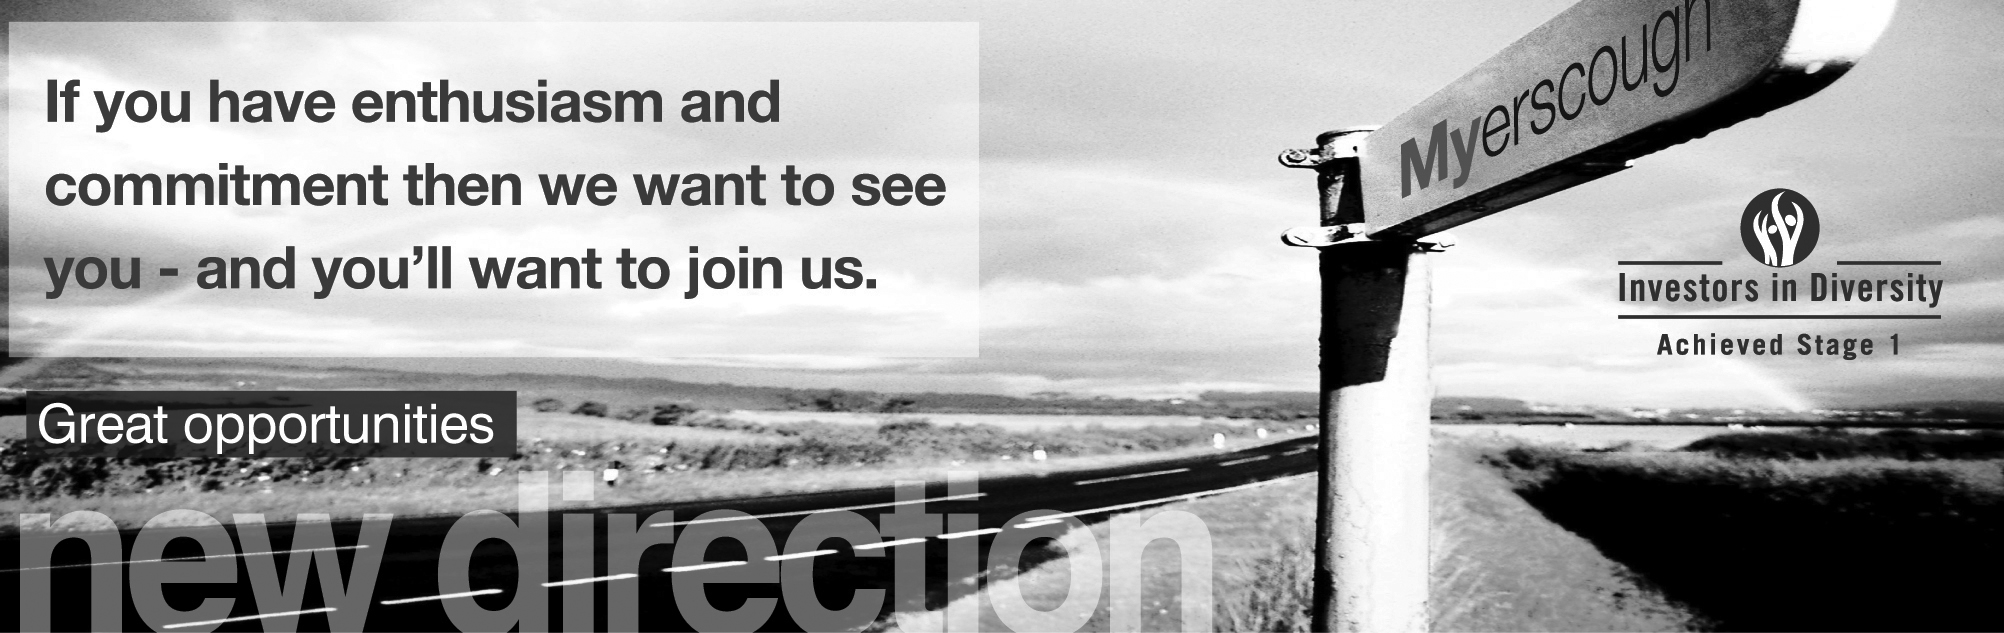 If you have enthusiasm and
commitment then we want to see
you - and you’ll want to join us.
Myerscough
Investors in Diversity
Achieved Stage 1
Great opportunities
new direction